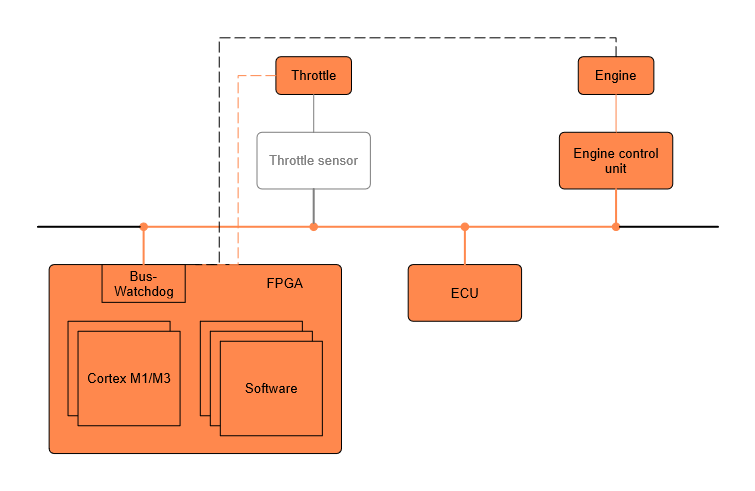 Throttle
Engine
Throttle sensor
Engine control
unit
Bus-
Watchdog
FPGA
ECU
Cortex M1/M3
Software